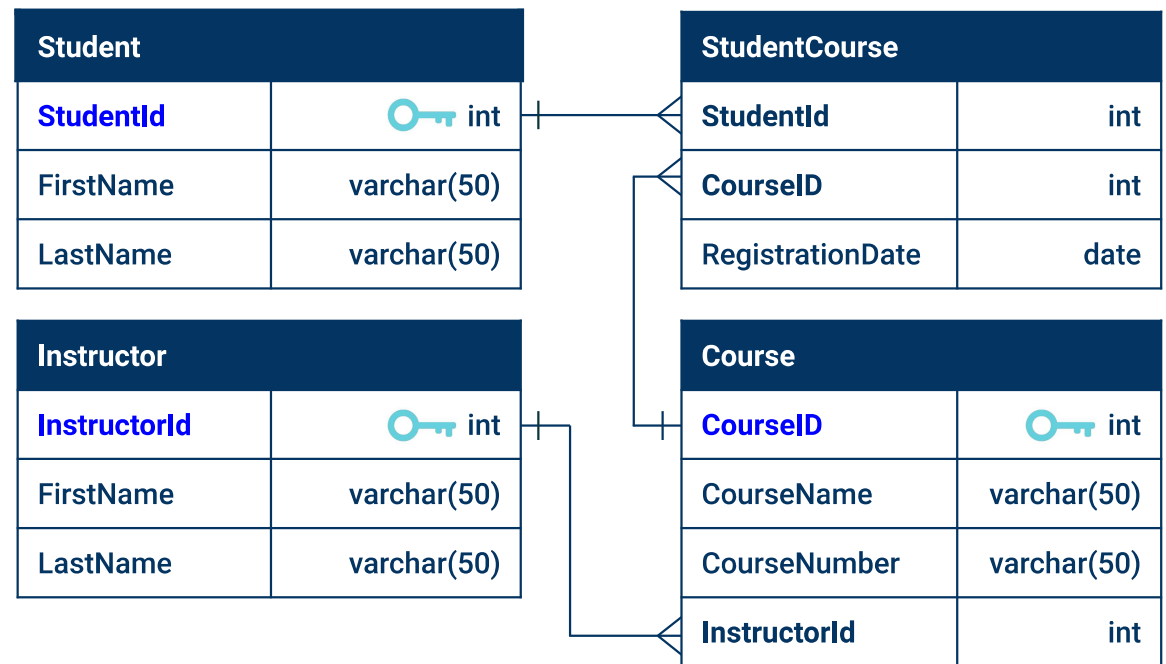 Student
StudentId int
FirstName varchar(50)
LastName varchar(50)
StudentCourse
StudentId int
CourseID int
RegistrationDate date
Instructor
InstructorId int
FirstName varchar(50)
LastName varchar(50)
Course
CourseID int
CourseName varchar(50)
CourseNumber varchar(50)
InstructorId int